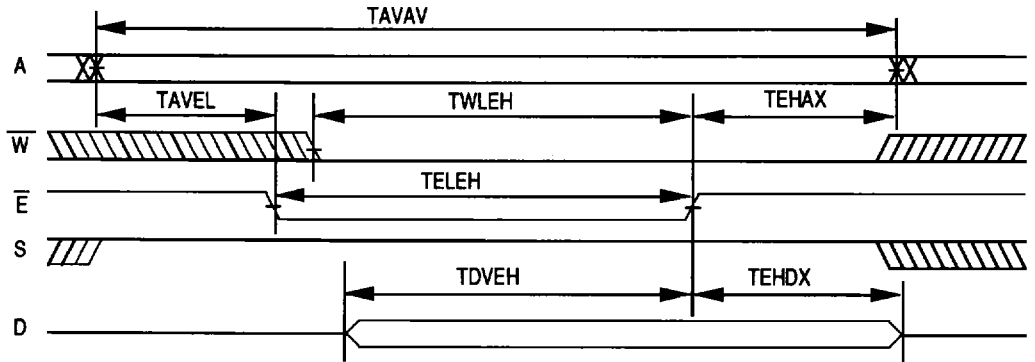 TAVAV
A
TAVEL TWLEH TEHAX
W̅
TELEH
E̅
S
TDVEH TEHDX
D